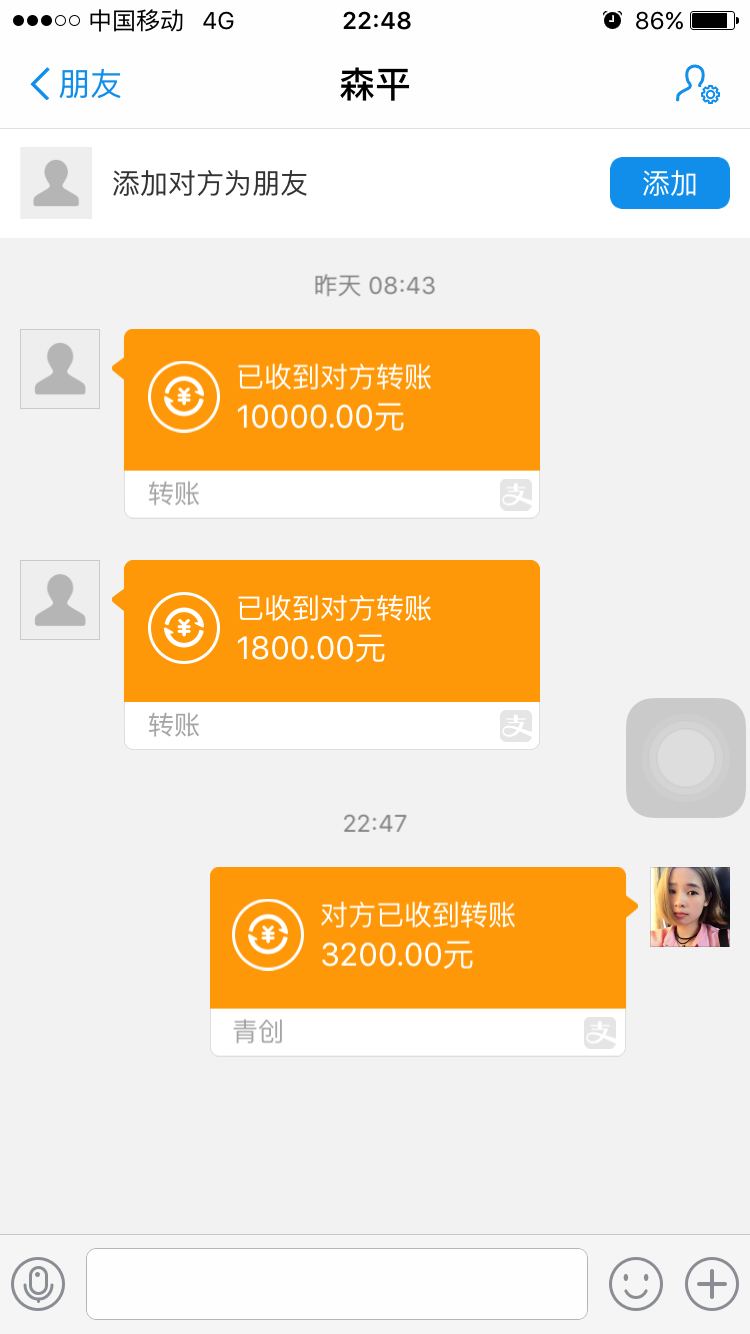 中国移动 4G 22:48 86%
朋友 森平
添加对方为朋友 添加
昨天 08:43
已收到对方转账
10000.00元
转账 支
已收到对方转账
1800.00元
转账 支
22:47
对方已收到转账
3200.00元
青创 支